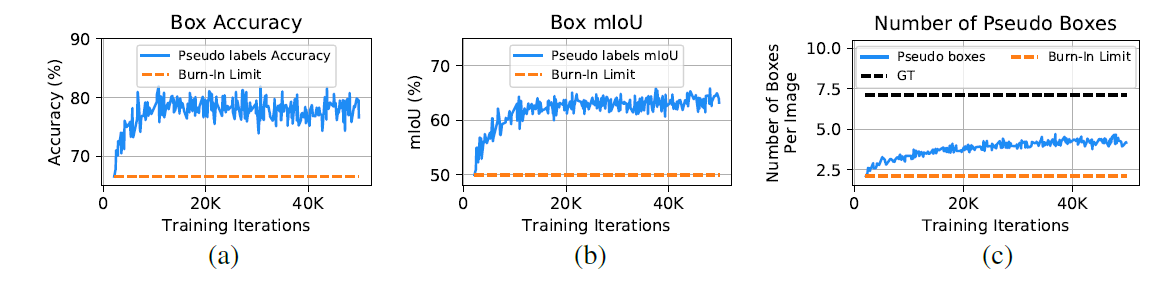 Box Accuracy
90
80
70
Accuracy (%)
Pseudo labels Accuracy
Burn-In Limit
0
20K
40K
Training Iterations
(a)
Box mIoU
70
60
50
mIoU (%)
Pseudo labels mIoU
Burn-In Limit
0
20K
40K
Training Iterations
(b)
Number of Pseudo Boxes
10.0
7.5
5.0
2.5
Number of Boxes
Per Image
Pseudo boxes
GT
Burn-In Limit
0
20K
40K
Training Iterations
(c)